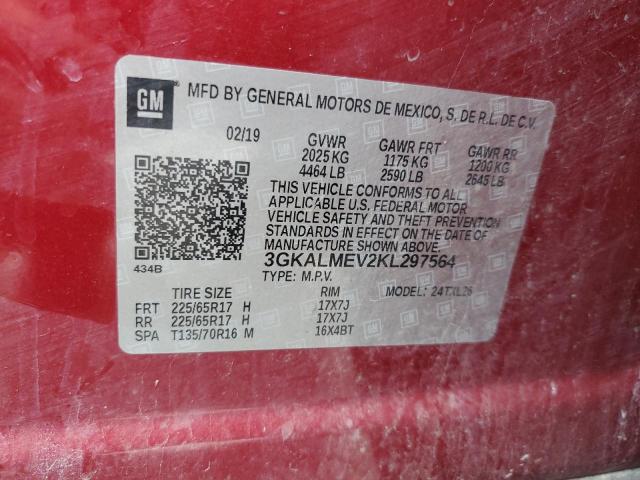 GM
MFD BY GENERAL MOTORS DE MEXICO, S. DE R.L. DE C.V.
02/19 GVWR GAWR FRT GAWR RR
2025 KG 1175 KG 1200 KG
4464 LB 2590 LB 2645 LB
THIS VEHICLE CONFORMS TO ALL
APPLICABLE U.S. FEDERAL MOTOR
VEHICLE SAFETY AND THEFT PREVENTION
STANDARDS IN EFFECT ON THE DATE OF
MANUFACTURE SHOWN ABOVE.
434B
3GKALMEV2KL297564
TYPE: M.P.V.
TIRE SIZE RIM MODEL: 24TXL26
FRT 225/65R17 H 17X7J
RR 225/65R17 H 17X7J
SPA T135/70R16 M 16X4BT